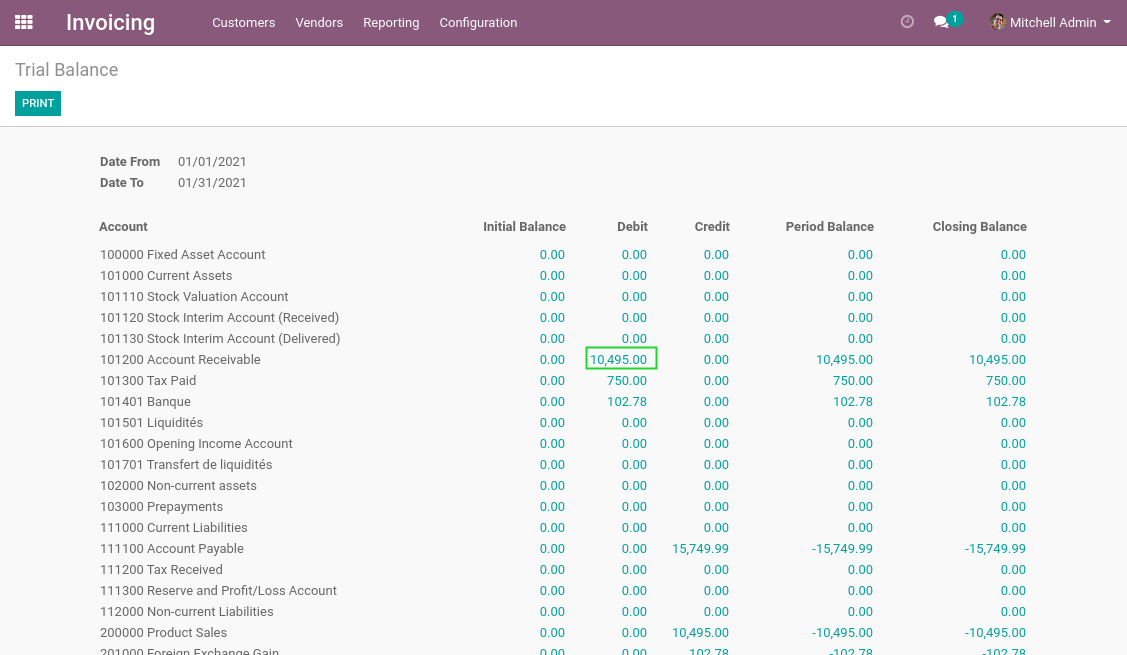 Invoicing Customers Vendors Reporting Configuration 1 Mitchell Admin
Trial Balance
PRINT
Date From 01/01/2021
Date To 01/31/2021
Account Initial Balance Debit Credit Period Balance Closing Balance
100000 Fixed Asset Account 0.00 0.00 0.00 0.00 0.00
101000 Current Assets 0.00 0.00 0.00 0.00 0.00
101110 Stock Valuation Account 0.00 0.00 0.00 0.00 0.00
101120 Stock Interim Account (Received) 0.00 0.00 0.00 0.00 0.00
101130 Stock Interim Account (Delivered) 0.00 0.00 0.00 0.00 0.00
101200 Account Receivable 0.00 10,495.00 0.00 10,495.00 10,495.00
101300 Tax Paid 0.00 750.00 0.00 750.00 750.00
101401 Banque 0.00 102.78 0.00 102.78 102.78
101501 Liquidités 0.00 0.00 0.00 0.00 0.00
101600 Opening Income Account 0.00 0.00 0.00 0.00 0.00
101701 Transfert de liquidités 0.00 0.00 0.00 0.00 0.00
102000 Non-current assets 0.00 0.00 0.00 0.00 0.00
103000 Prepayments 0.00 0.00 0.00 0.00 0.00
111000 Current Liabilities 0.00 0.00 0.00 0.00 0.00
111100 Account Payable 0.00 0.00 15,749.99 -15,749.99 -15,749.99
111200 Tax Received 0.00 0.00 0.00 0.00 0.00
111300 Reserve and Profit/Loss Account 0.00 0.00 0.00 0.00 0.00
112000 Non-current Liabilities 0.00 0.00 0.00 0.00 0.00
200000 Product Sales 0.00 0.00 10,495.00 -10,495.00 -10,495.00
201000 Foreign Exchange Gain 0.00 0.00 102.78 -102.78 -102.78